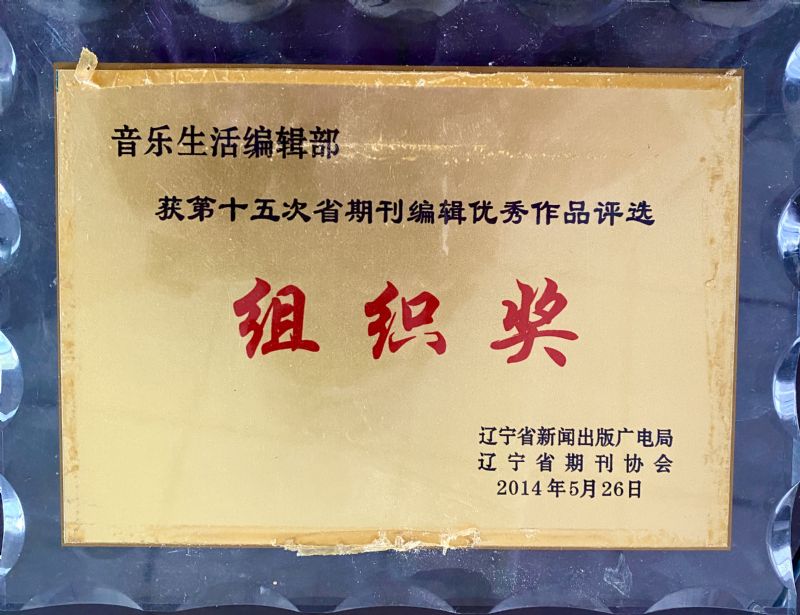 音乐生活编辑部
获第十五次省期刊编辑优秀作品评选
组织奖
辽宁省新闻出版广电局
辽宁省期刊协会
2014年5月26日